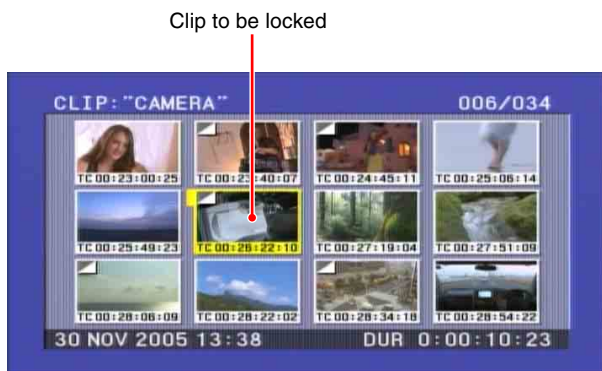 Clip to be locked
CLIP:"CAMERA" 006/034
TC 00:23:00:25 TC 00:23:40:07 TC 00:24:45:11 TC 00:25:06:14
TC 00:25:49:23 TC 00:26:22:10 TC 00:27:19:04 TC 00:27:51:09
TC 00:28:06:09 TC 00:28:22:02 TC 00:28:34:18 TC 00:28:54:22
30 NOV 2005 13:38 DUR 0:00:10:23